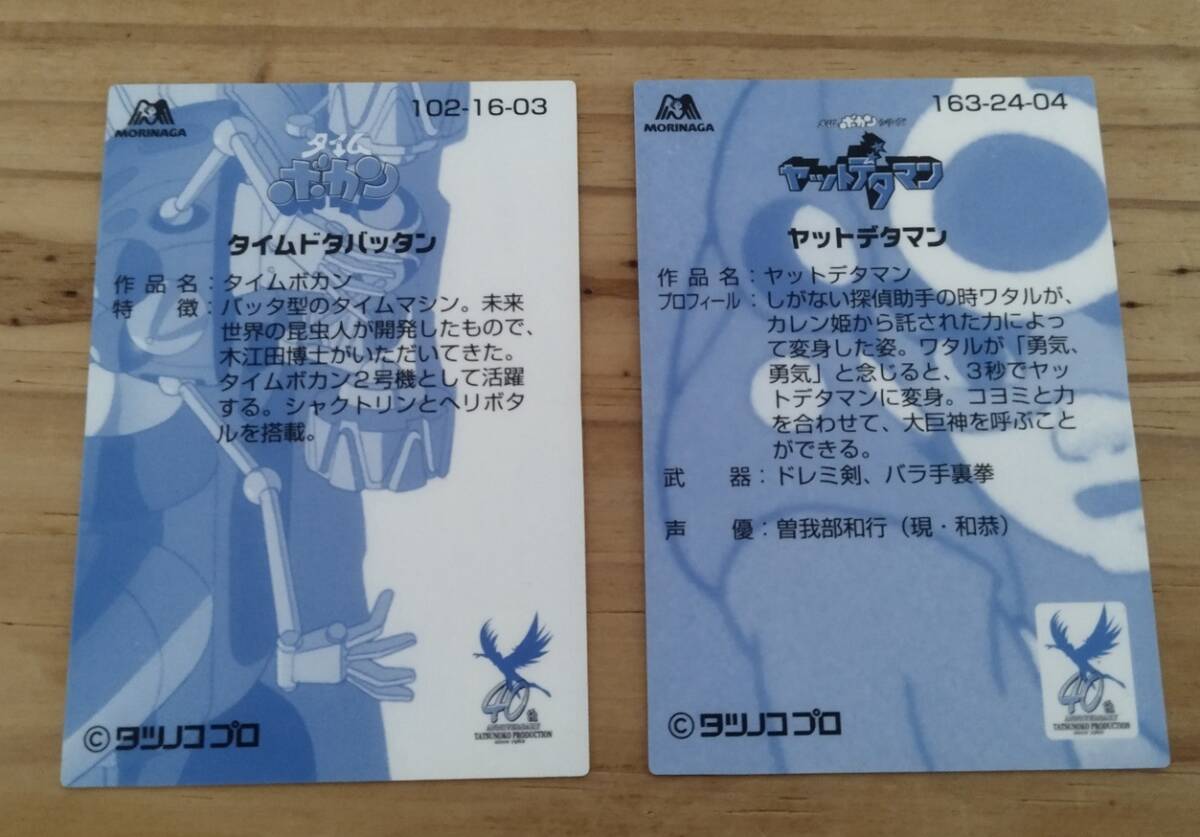 MORINAGA
102-16-03
タイム
ボカン
タイムドタバッタン
作品名：タイムボカン
特徴：バッタ型のタイムマシン。未来
世界の昆虫人が開発したもので、
木江田博士がいただいてきた。
タイムボカン2号機として活躍
する。シャクトリンとヘリボタ
ルを搭載。
40th
ANNIVERSARY
TATSUNOKO PRODUCTION
©タツノコプロ
MORINAGA
163-24-04
ヤットデタマン
ヤットデタマン
作品名：ヤットデタマン
プロフィール：しがない探偵助手の時ワタルが、
カレン姫から託された力によっ
て変身した姿。ワタルが「勇気、
勇気」と念じると、3秒でヤッ
トデタマンに変身。コヨミと力
を合わせて、大巨神を呼ぶこと
ができる。
武器：ドレミ剣、バラ手裏拳
声優：曽我部和行（現・和恭）
40th
ANNIVERSARY
TATSUNOKO PRODUCTION
©タツノコプロ